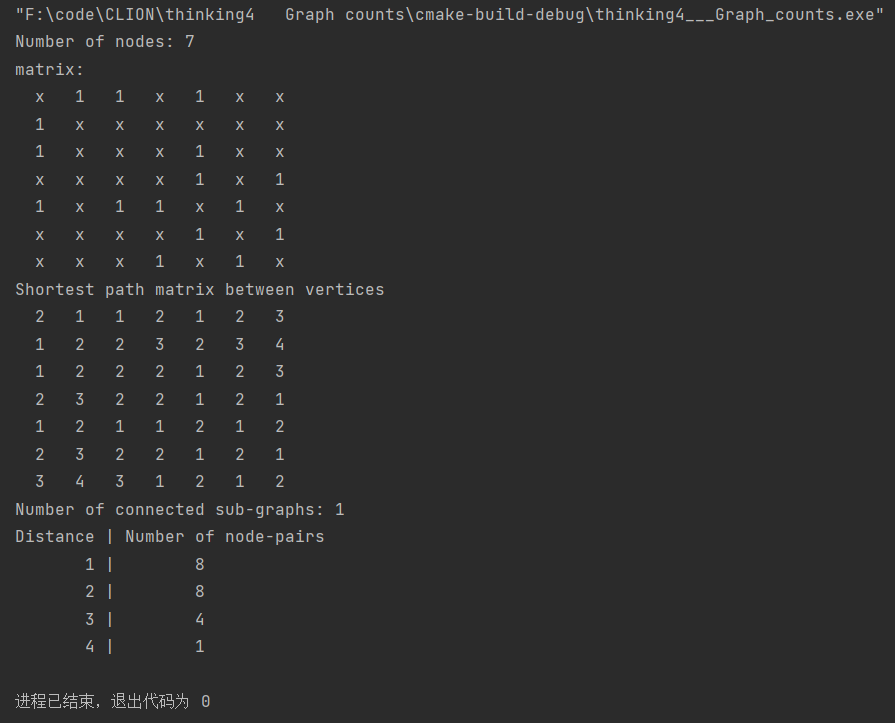 "F:\code\CLION\thinking4   Graph counts\cmake-build-debug\thinking4___Graph_counts.exe"
Number of nodes: 7
matrix:
  x   1   1   x   1   x   x
  1   x   x   x   x   x   x
  1   x   x   x   1   x   x
  x   x   x   x   1   x   1
  1   x   1   1   x   1   x
  x   x   x   x   1   x   1
  x   x   x   1   x   1   x
Shortest path matrix between vertices
  2   1   1   2   1   2   3
  1   2   2   3   2   3   4
  1   2   2   2   1   2   3
  2   3   2   2   1   2   1
  1   2   1   1   2   1   2
  2   3   2   2   1   2   1
  3   4   3   1   2   1   2
Number of connected sub-graphs: 1
Distance | Number of node-pairs
       1 |        8
       2 |        8
       3 |        4
       4 |        1
进程已结束，退出代码为 0